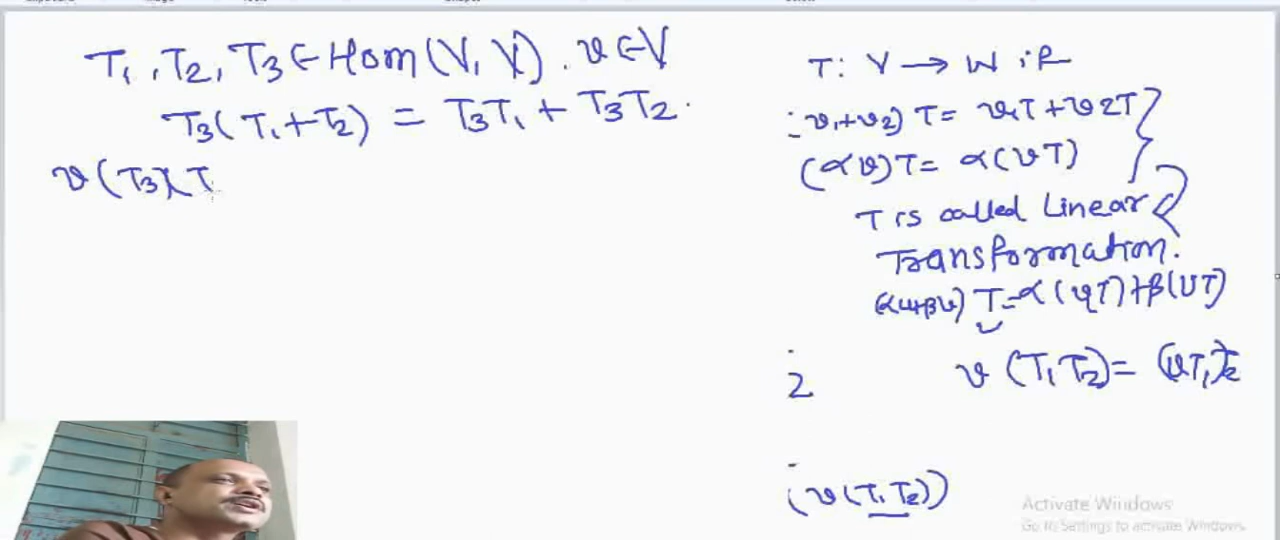 T₁, T₂, T₃ ∈ Hom(V, V). v ∈ V
T₃(T₁+T₂) = T₃T₁ + T₃T₂.
v(T₃)(T
T: V → W if
v₁+v₂) T = v₁T + v2T
(αv)T = α(vT)
T is called Linear
Transformation.
(αu+βv) T = α(uT) + β(vT)
2
v (T₁T₂) = (vT₁)T₂
(v(T₁T₂))
Activate Windows
Go to Settings to activate Windows.